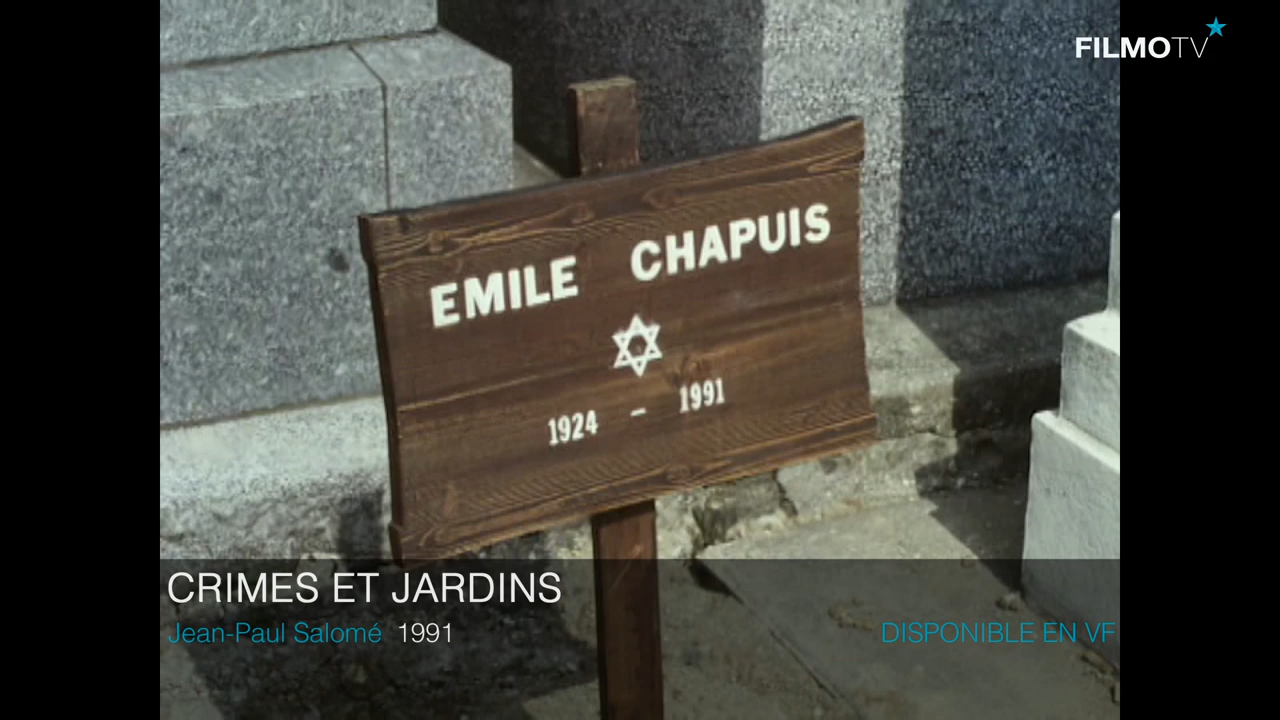 FILMOTV
EMILE CHAPUIS
1924 - 1991
CRIMES ET JARDINS
Jean-Paul Salomé 1991
DISPONIBLE EN VF